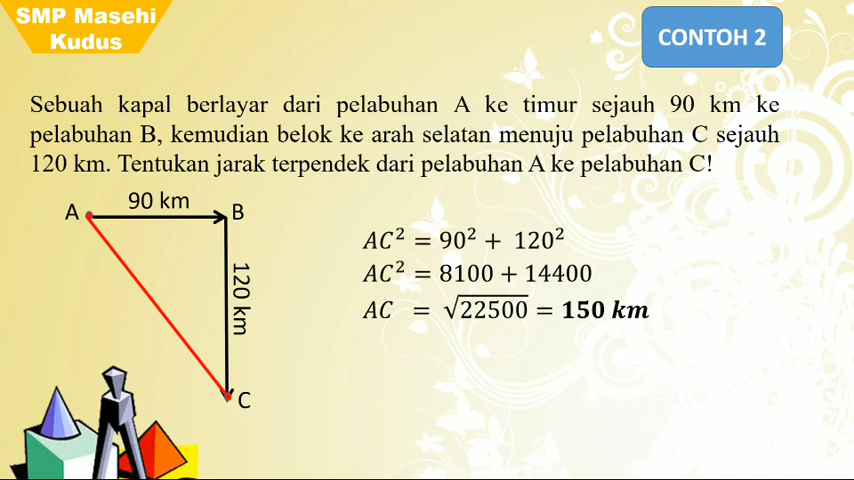 SMP Masehi
Kudus
CONTOH 2
Sebuah kapal berlayar dari pelabuhan A ke timur sejauh 90 km ke
pelabuhan B, kemudian belok ke arah selatan menuju pelabuhan C sejauh
120 km. Tentukan jarak terpendek dari pelabuhan A ke pelabuhan C!
90 km
A
B
120 km
C
AC² = 90² + 120²
AC² = 8100 + 14400
AC = √22500 = 150 km